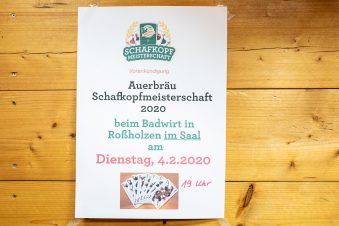 SCHAFKOPF
MEISTERSCHAFT
Vorankündigung
Auerbräu
Schafkopfmeisterschaft
2020
beim Badwirt in
Roßholzen im Saal
am
Dienstag, 4.2.2020
19 Uhr